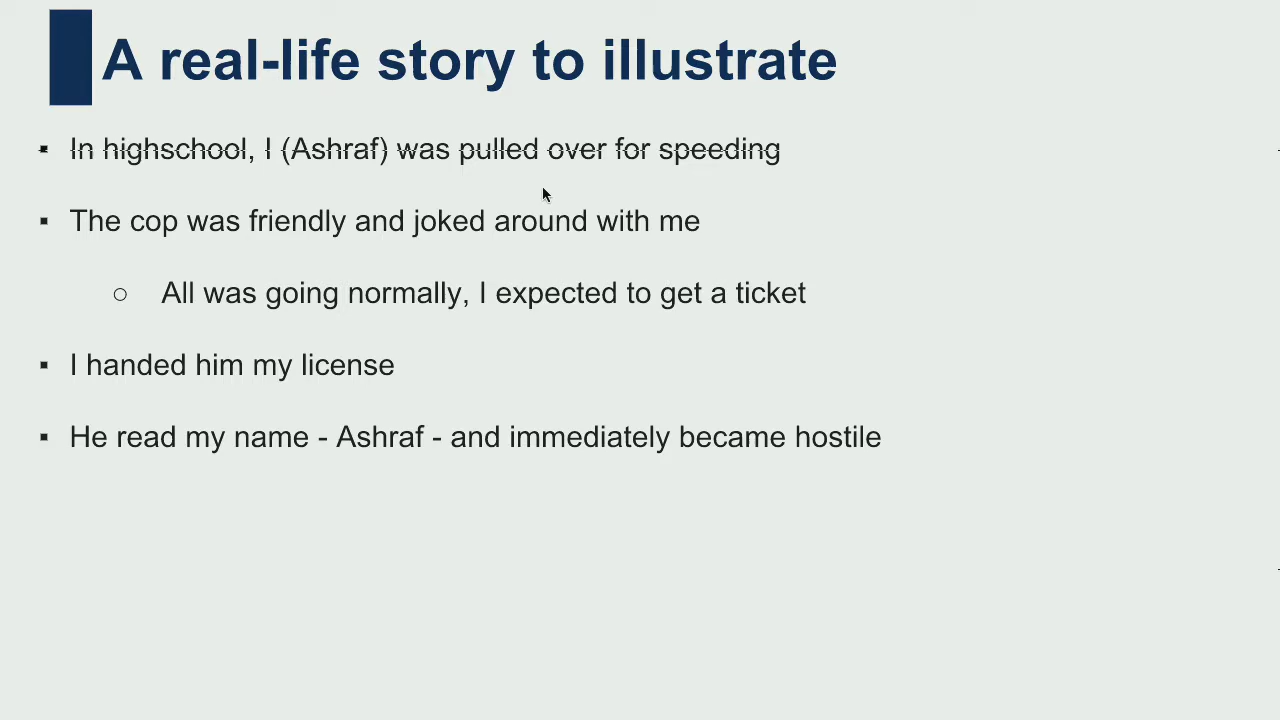 A real-life story to illustrate
▪ In highschool, I (Ashraf) was pulled over for speeding
▪ The cop was friendly and joked around with me
○ All was going normally, I expected to get a ticket
▪ I handed him my license
▪ He read my name - Ashraf - and immediately became hostile